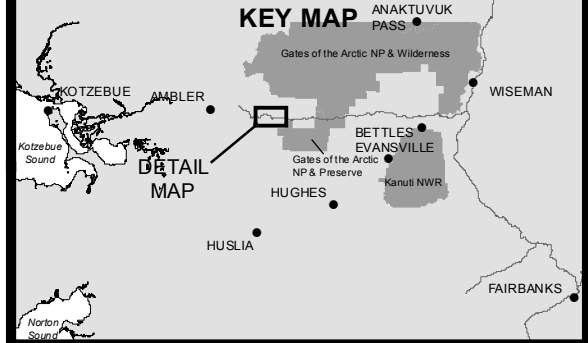 KEY MAP
ANAKTUVUK
PASS
Gates of the Arctic NP & Wilderness
KOTZEBUE
AMBLER
WISEMAN
Kotzebue
Sound
DETAIL
MAP
BETTLES
EVANSVILLE
Gates of the Arctic
NP & Preserve
Kanuti NWR
HUGHES
HUSLIA
FAIRBANKS
Norton
Sound